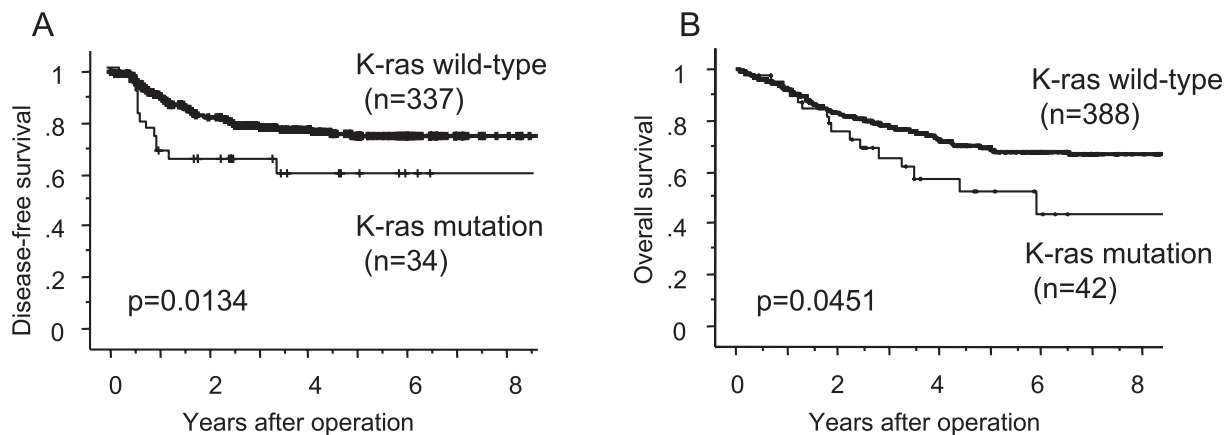 A
Disease-free survival
1
.8
.6
.4
.2
0
K-ras wild-type
(n=337)
K-ras mutation
(n=34)
p=0.0134
0 2 4 6 8
Years after operation
B
Overall survival
1
.8
.6
.4
.2
0
K-ras wild-type
(n=388)
K-ras mutation
(n=42)
p=0.0451
0 2 4 6 8
Years after operation